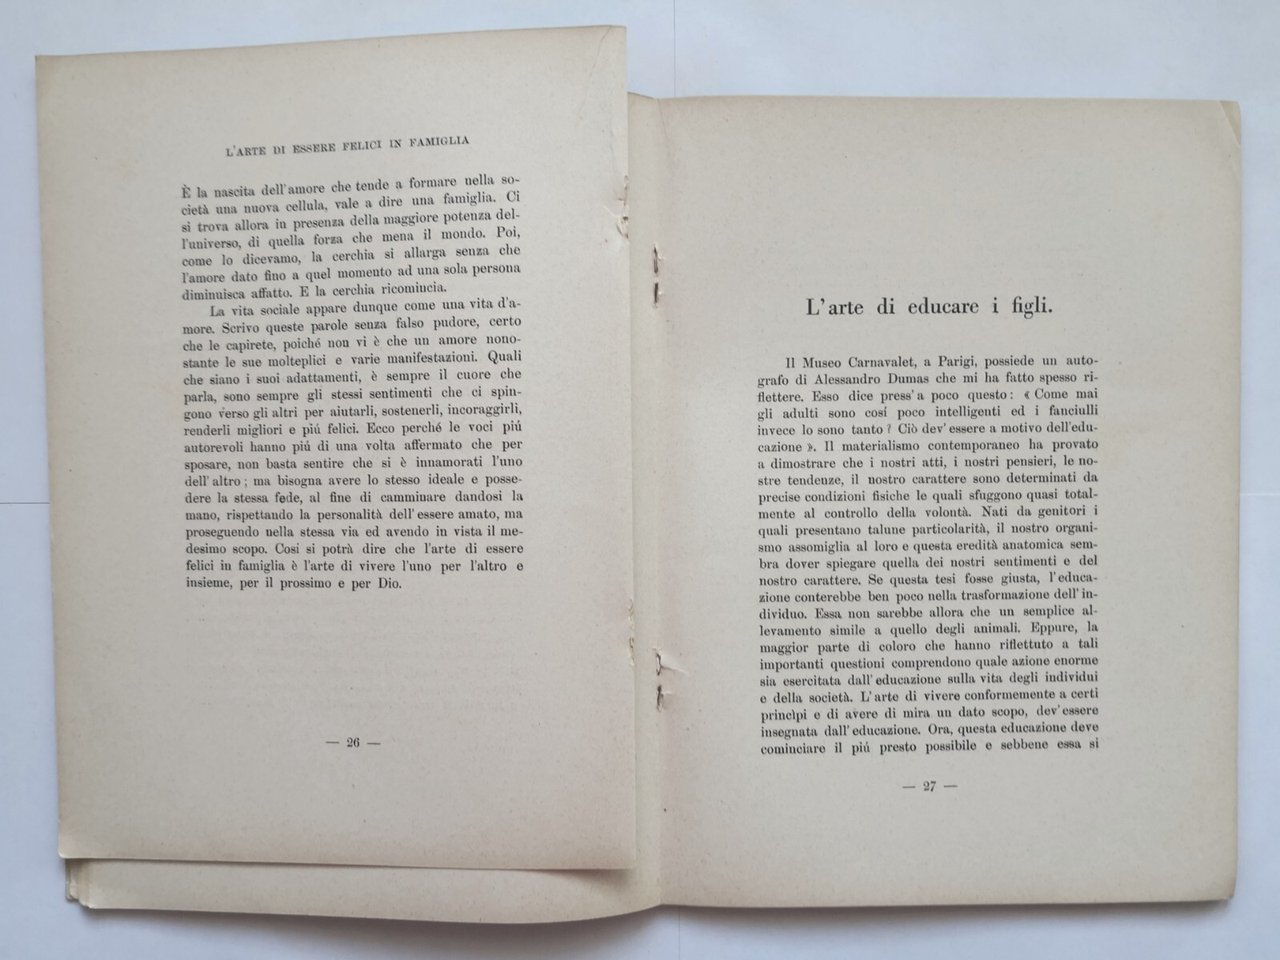 L'ARTE DI ESSERE FELICI IN FAMIGLIA
È la nascita dell'amore che tende a formare nella so-
cietà una nuova cellula, vale a dire una famiglia. Ci
si trova allora in presenza della maggiore potenza del-
l'universo, di quella forza che mena il mondo. Poi,
come lo dicevamo, la cerchia si allarga senza che
l'amore dato fino a quel momento ad una sola persona
diminuisca affatto. E la cerchia ricomincia.
La vita sociale appare dunque come una vita d'a-
more. Scrivo queste parole senza falso pudore, certo
che le capirete, poiché non vi è che un amore nono-
stante le sue molteplici e varie manifestazioni. Quali
che siano i suoi adattamenti, è sempre il cuore che
parla, sono sempre gli stessi sentimenti che ci spin-
gono verso gli altri per aiutarli, sostenerli, incoraggirli,
renderli migliori e piú felici. Ecco perché le voci piú
autorevoli hanno piú di una volta affermato che per
sposare, non basta sentire che si è innamorati l'uno
dell'altro ; ma bisogna avere lo stesso ideale e posse-
dere la stessa fede, al fine di camminare dandosi la
mano, rispettando la personalità dell'essere amato, ma
proseguendo nella stessa via ed avendo in vista il me-
desimo scopo. Cosi si potrà dire che l'arte di essere
felici in famiglia è l'arte di vivere l'uno per l'altro e
insieme, per il prossimo e per Dio.
— 26 —
L'arte di educare i figli.
Il Museo Carnavalet, a Parigi, possiede un auto-
grafo di Alessandro Dumas che mi ha fatto spesso ri-
flettere. Esso dice press'a poco questo : « Come mai
gli adulti sono cosí poco intelligenti ed i fanciulli
invece lo sono tanto ? Ciò dev'essere a motivo dell'edu-
cazione ». Il materialismo contemporaneo ha provato
a dimostrare che i nostri atti, i nostri pensieri, le no-
stre tendenze, il nostro carattere sono determinati da
precise condizioni fisiche le quali sfuggono quasi total-
mente al controllo della volontà. Nati da genitori i
quali presentano talune particolarità, il nostro organi-
smo assomiglia al loro e questa eredità anatomica sem-
bra dover spiegare quella dei nostri sentimenti e del
nostro carattere. Se questa tesi fosse giusta, l'educa-
zione conterebbe ben poco nella trasformazione dell'in-
dividuo. Essa non sarebbe allora che un semplice al-
levamento simile a quello degli animali. Eppure, la
maggior parte di coloro che hanno riflettuto a tali
importanti questioni comprendono quale azione enorme
sia esercitata dall'educazione sulla vita degli individui
e della società. L'arte di vivere conformemente a certi
princìpi e di avere di mira un dato scopo, dev'essere
insegnata dall'educazione. Ora, questa educazione deve
cominciare il piú presto possibile e sebbene essa si
— 27 —